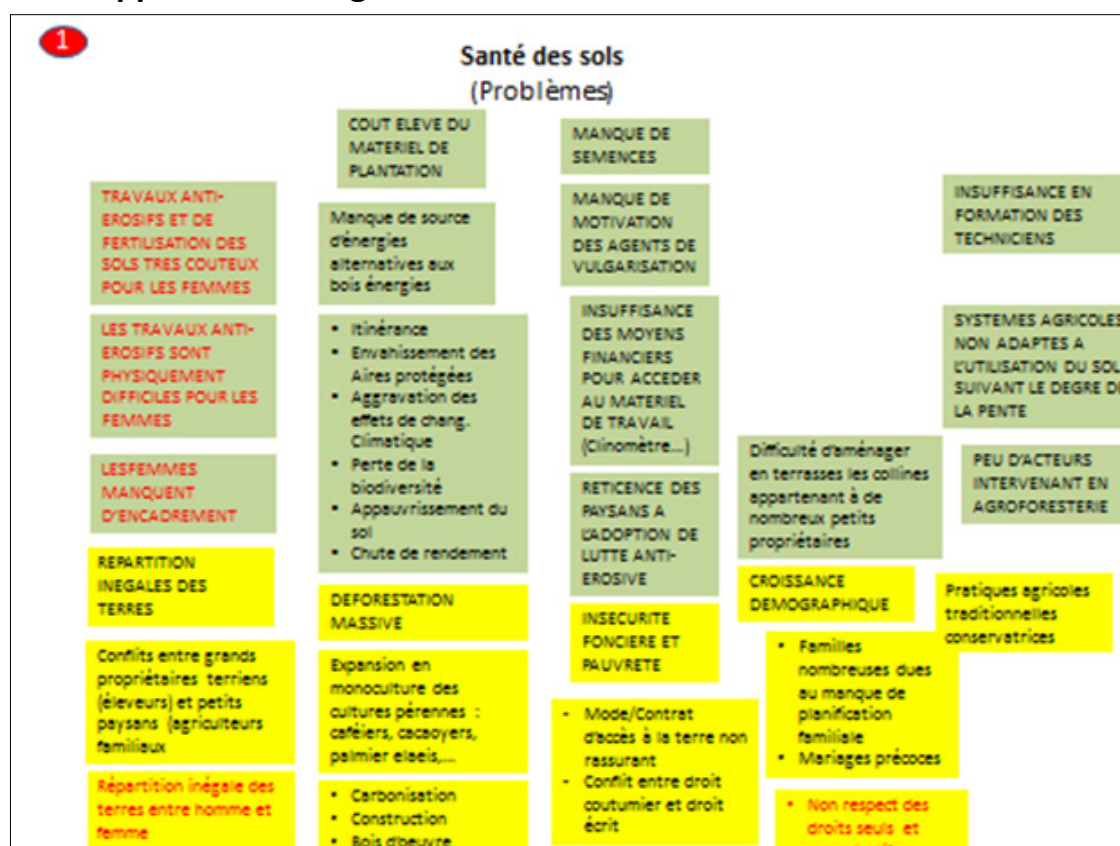 1
Santé des sols
(Problèmes)
TRAVAUX ANTI-
EROSIFS ET DE
FERTILISATION DES
SOLS TRES COUTEUX
POUR LES FEMMES
LES TRAVAUX ANTI-
EROSIFS SONT
PHYSIQUEMENT
DIFFICILES POUR LES
FEMMES
LESFEMMES
MANQUENT
D'ENCADREMENT
REPARTITION
INEGALES DES
TERRES
Conflits entre grands
propriétaires terriens
(éleveurs) et petits
paysans (agriculteurs
familiaux
Répartition inégale des
terres entre homme et
femme
COUT ELEVE DU
MATERIEL DE
PLANTATION
Manque de source
d'énergies
alternatives aux
bois énergies
▪ Itinérance
▪ Envahissement des
Aires protégées
▪ Aggravation des
effets de chang.
Climatique
▪ Perte de la
biodiversité
▪ Appauvrissement du
sol
▪ Chute de rendement
DEFORESTATION
MASSIVE
Expansion en
monoculture des
cultures pérennes :
caféiers, cacaoyers,
palmier elaeis,...
• Carbonisation
• Construction
• Bois d'oeuvre
MANQUE DE
SEMENCES
MANQUE DE
MOTIVATION
DES AGENTS DE
VULGARISATION
INSUFFISANCE
DES MOYENS
FINANCIERS
POUR ACCEDER
AU MATERIEL
DE TRAVAIL
(Clinomètre...)
RETICENCE DES
PAYSANS A
L'ADOPTION DE
LUTTE ANTI-
EROSIVE
INSECURITE
FONCIERE ET
PAUVRETE
- Mode/Contrat
d'accès à la terre non
rassurant
- Conflit entre droit
coutumier et droit
écrit
Difficulté d'aménager
en terrasses les collines
appartenant à de
nombreux petits
propriétaires
CROISSANCE
DEMOGRAPHIQUE
• Familles
nombreuses dues
au manque de
planification
familiale
• Mariages précoces
• Non respect des
droits seuls et
INSUFFISANCE EN
FORMATION DES
TECHNICIENS
SYSTEMES AGRICOLES
NON ADAPTES A
L'UTILISATION DU SOL
SUIVANT LE DEGRE DE
LA PENTE
PEU D'ACTEURS
INTERVENANT EN
AGROFORESTERIE
Pratiques agricoles
traditionnelles
conservatrices